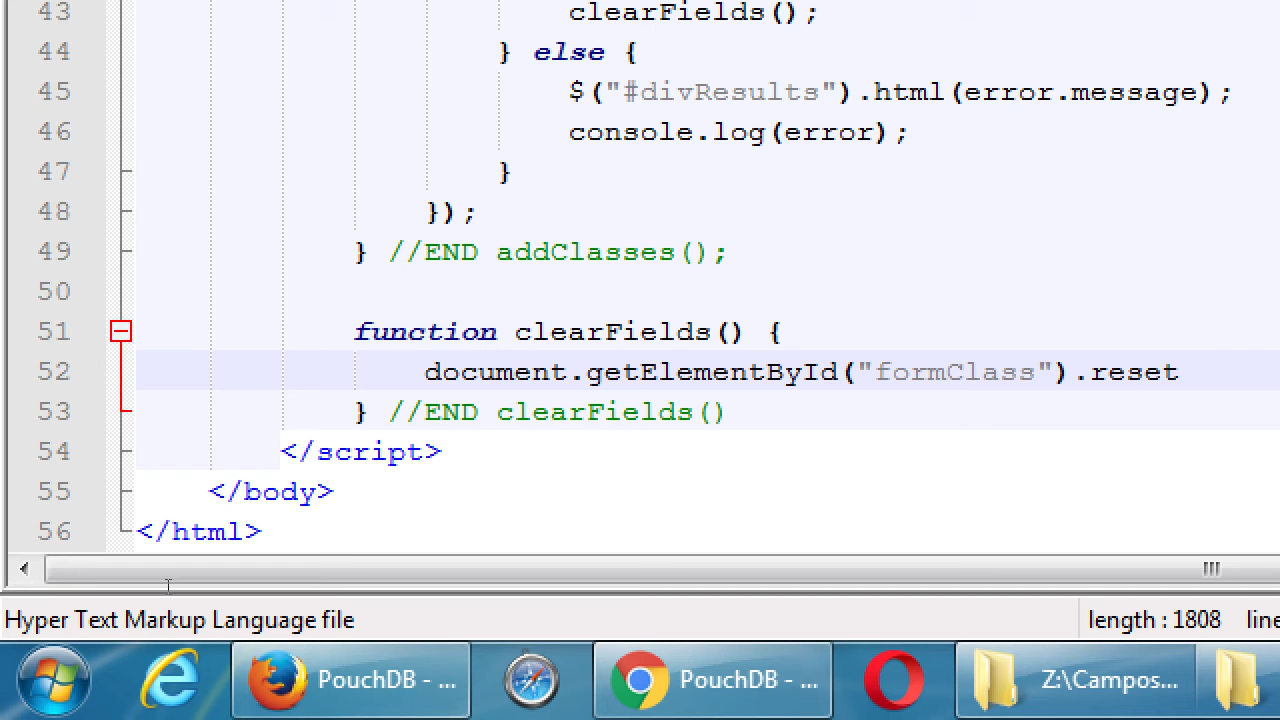 43 clearFields();
44 } else {
45 $("#divResults").html(error.message);
46 console.log(error);
47 }
48 });
49 } //END addClasses();
50
51 function clearFields() {
52 document.getElementById("formClass").reset
53 } //END clearFields()
54 </script>
55 </body>
56 </html>
Hyper Text Markup Language file length : 1808 line
PouchDB - ... PouchDB - ... Z:\Campos...